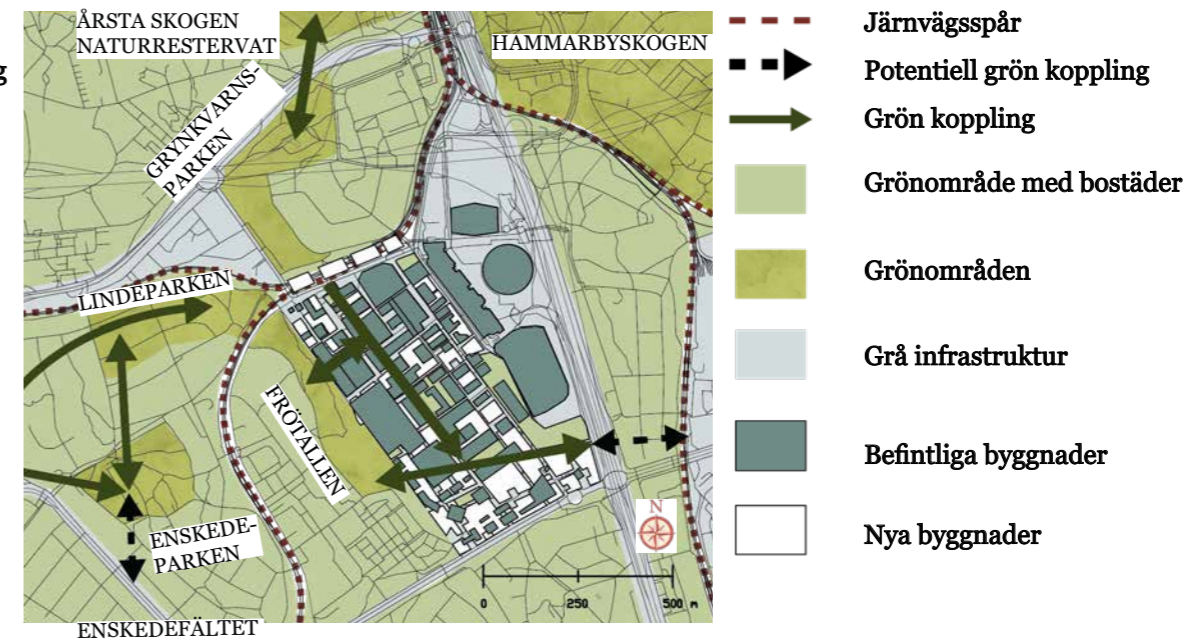 ÅRSTA SKOGEN
NATURRESTERVAT
HAMMARBYSKOGEN
g
GRYNKVARNS-
PARKEN
LINDEPARKEN
FRÖTALLEN
ENSKEDE-
PARKEN
ENSKEDEFÄLTET
N
0 250 500 m
Järnvägsspår
Potentiell grön koppling
Grön koppling
Grönområde med bostäder
Grönområden
Grå infrastruktur
Befintliga byggnader
Nya byggnader